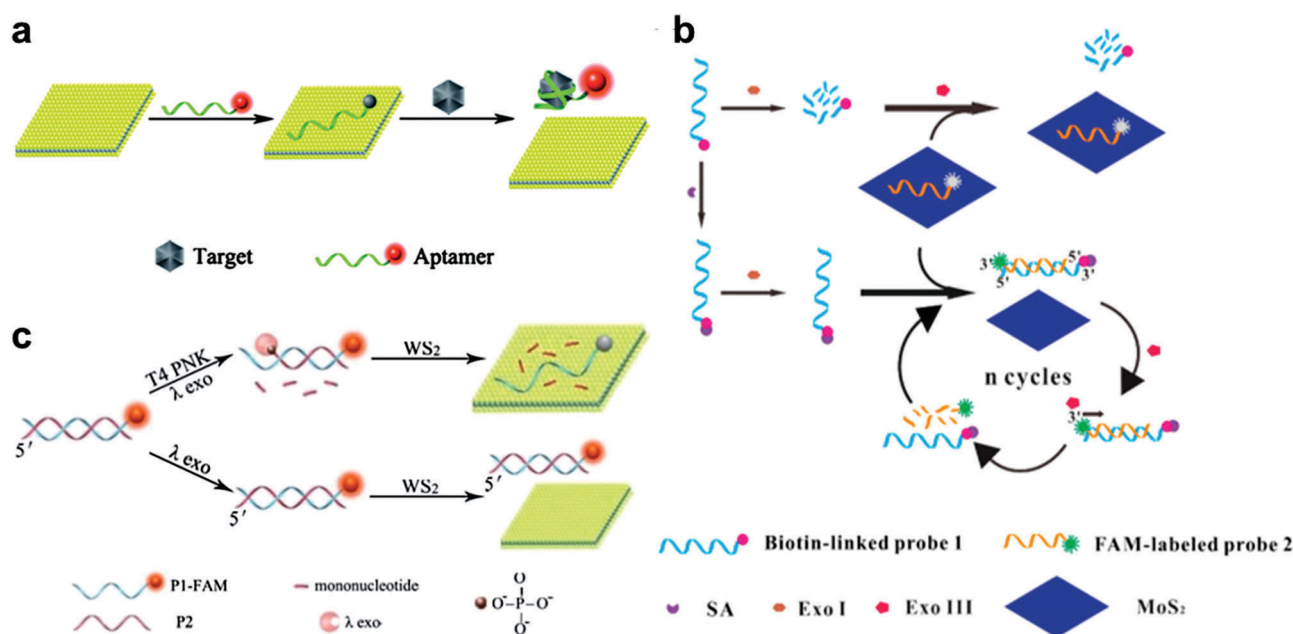 a
Target
Aptamer
b
3'
5'
5'
3'
n cycles
3'
Biotin-linked probe 1
FAM-labeled probe 2
SA
Exo I
Exo III
MoS₂
c
T4 PNK
λ exo
WS₂
5'
λ exo
5'
WS₂
5'
P1-FAM
mononucleotide
P2
λ exo
O
O⁻–P–O⁻
O⁻